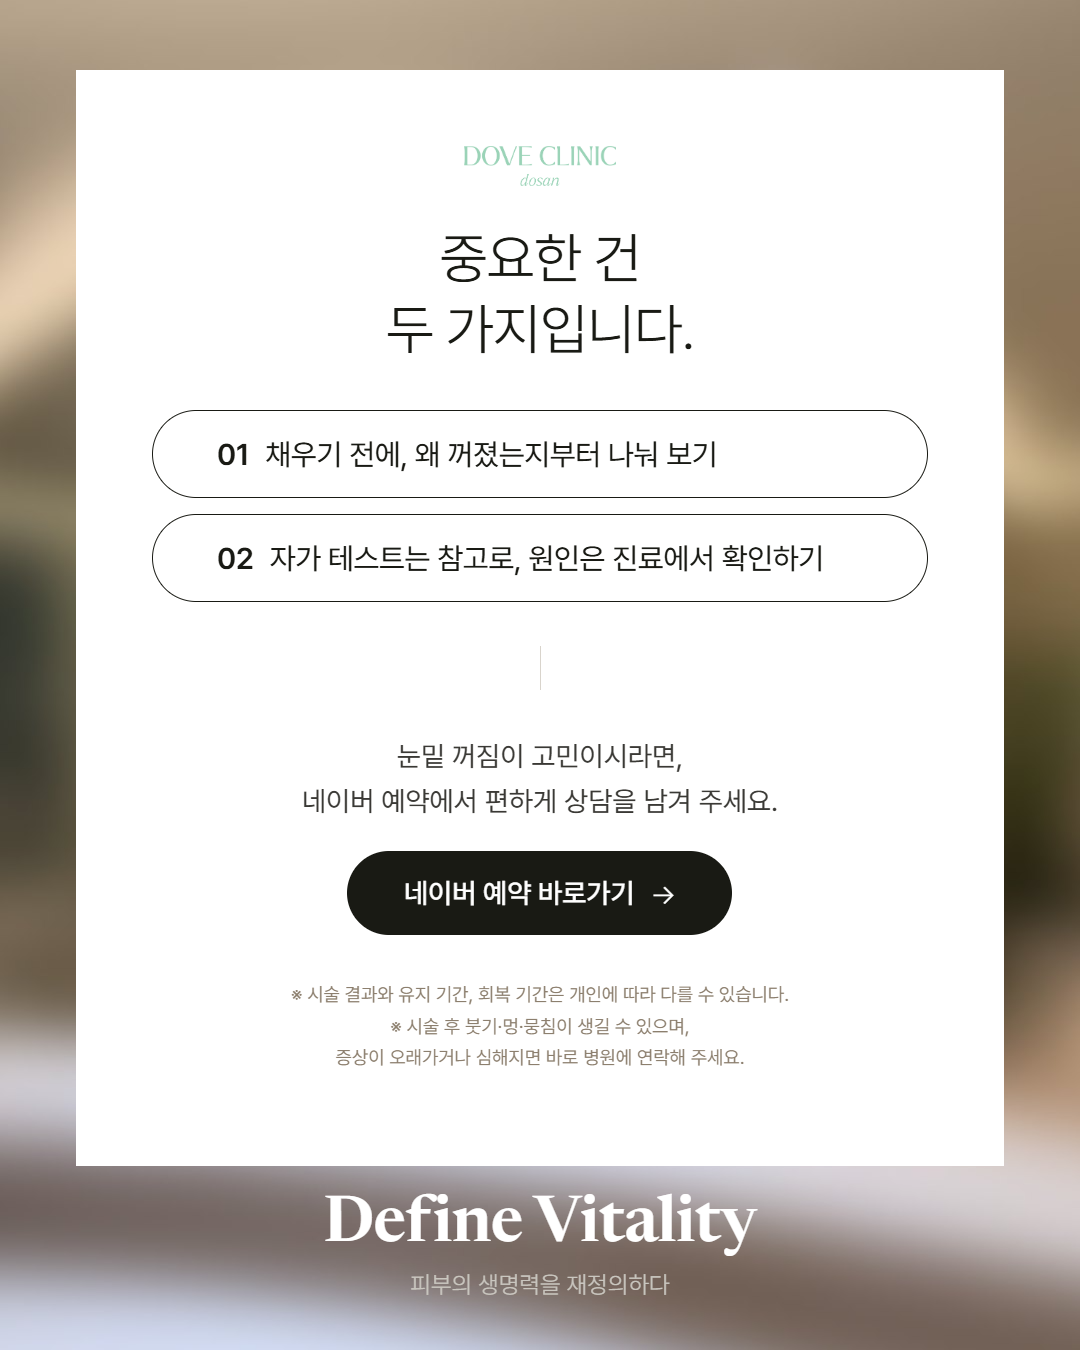 DOVE CLINIC
dosan
중요한 건
두 가지입니다.
01 채우기 전에, 왜 꺼졌는지부터 나눠 보기
02 자가 테스트는 참고로, 원인은 진료에서 확인하기
눈밑 꺼짐이 고민이시라면,
네이버 예약에서 편하게 상담을 남겨 주세요.
네이버 예약 바로가기 →
※ 시술 결과와 유지 기간, 회복 기간은 개인에 따라 다를 수 있습니다.
※ 시술 후 붓기·멍·뭉침이 생길 수 있으며,
증상이 오래가거나 심해지면 바로 병원에 연락해 주세요.
Define Vitality
피부의 생명력을 재정의하다